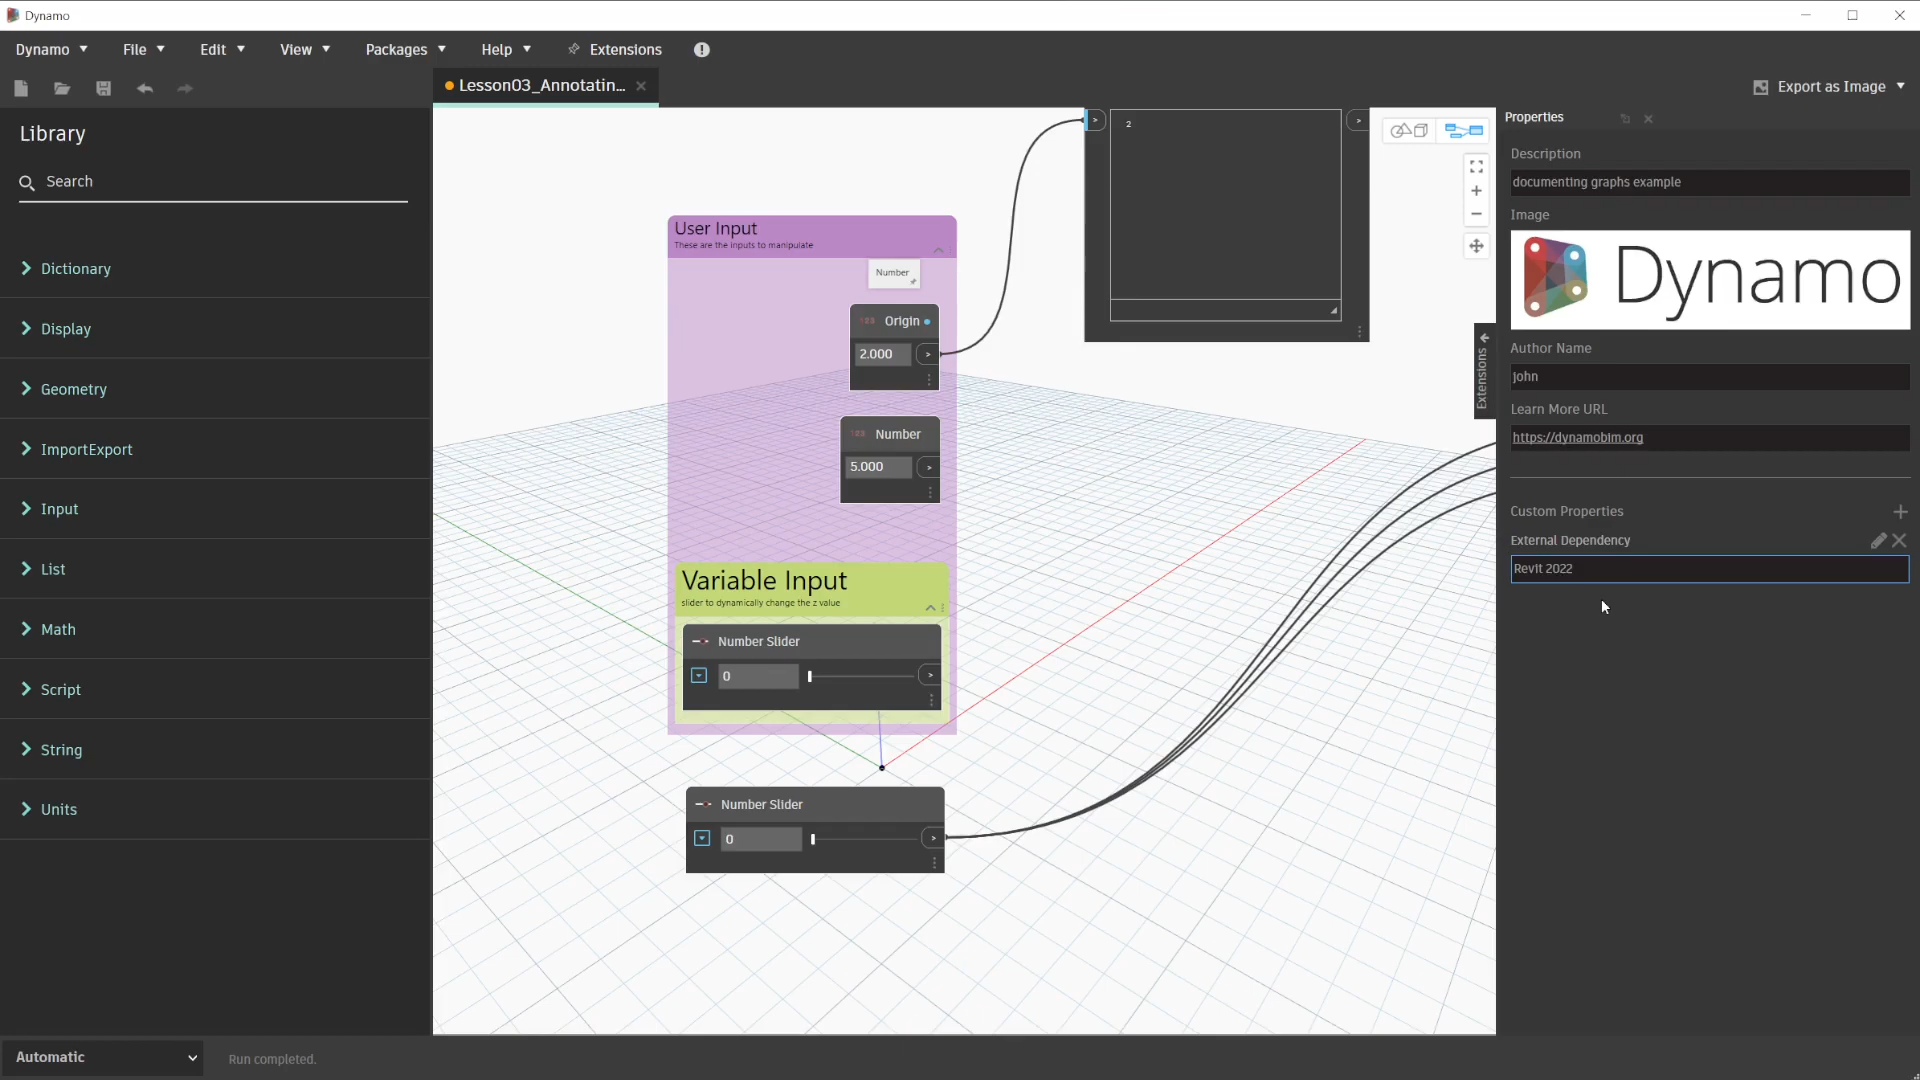 Dynamo
Dynamo File Edit View Packages Help Extensions
Lesson03_Annotatin...
Export as Image
Library
Search
Dictionary
Display
Geometry
ImportExport
Input
List
Math
Script
String
Units
Automatic
Run completed.
2
>
>
User Input
These are the inputs to manipulate
Number
Origin
2.000 >
Number
5.000 >
Variable Input
slider to dynamically change the z value
Number Slider
0 >
Number Slider
0 >
Extensions
Properties
Description
documenting graphs example
Image
Dynamo
Author Name
John
Learn More URL
https://dynamobim.org
Custom Properties
External Dependency
Revit 2022